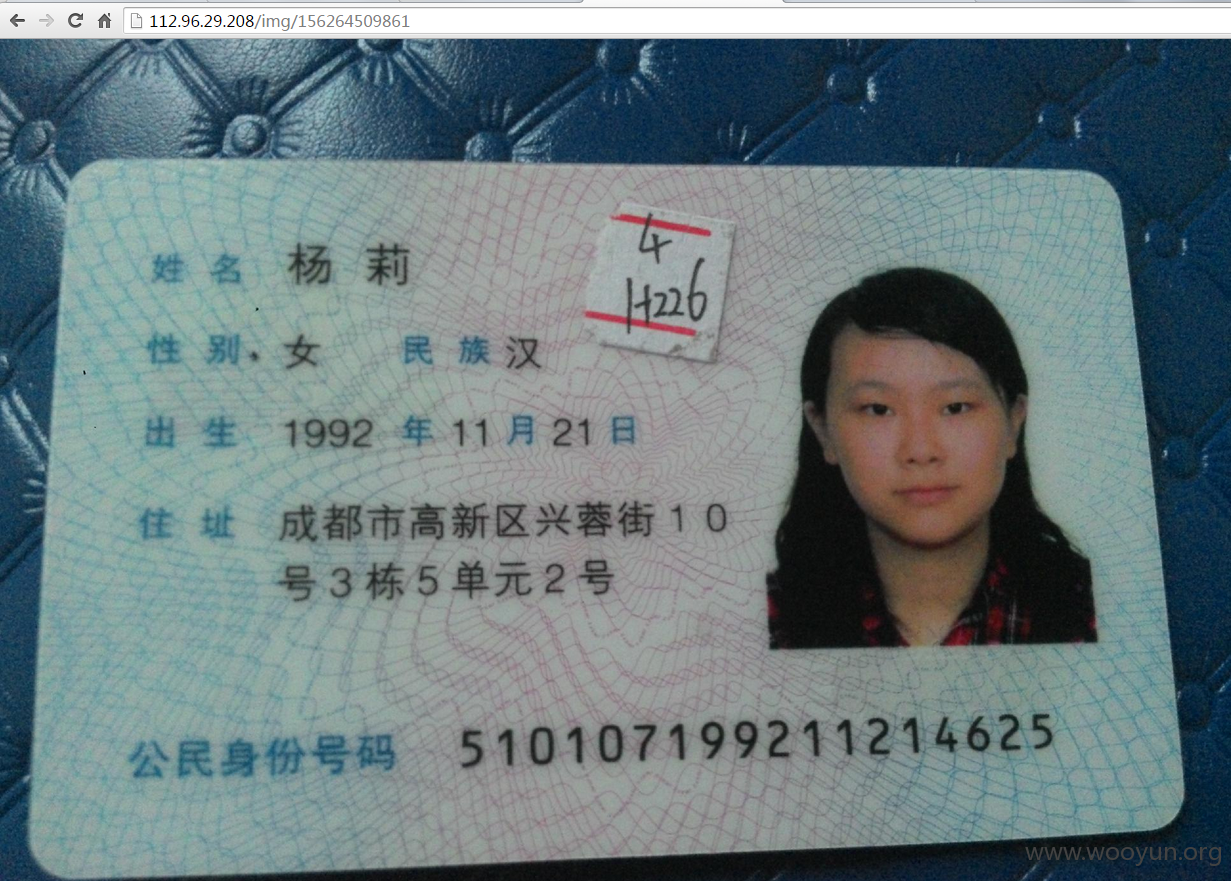 112.96.29.208/img/156264509861
姓名 杨莉
4
H226
性别 女 民族 汉
出生 1992 年 11 月 21 日
住址 成都市高新区兴蓉街10
号3栋5单元2号
公民身份号码 510107199211214625
www.wooyun.org